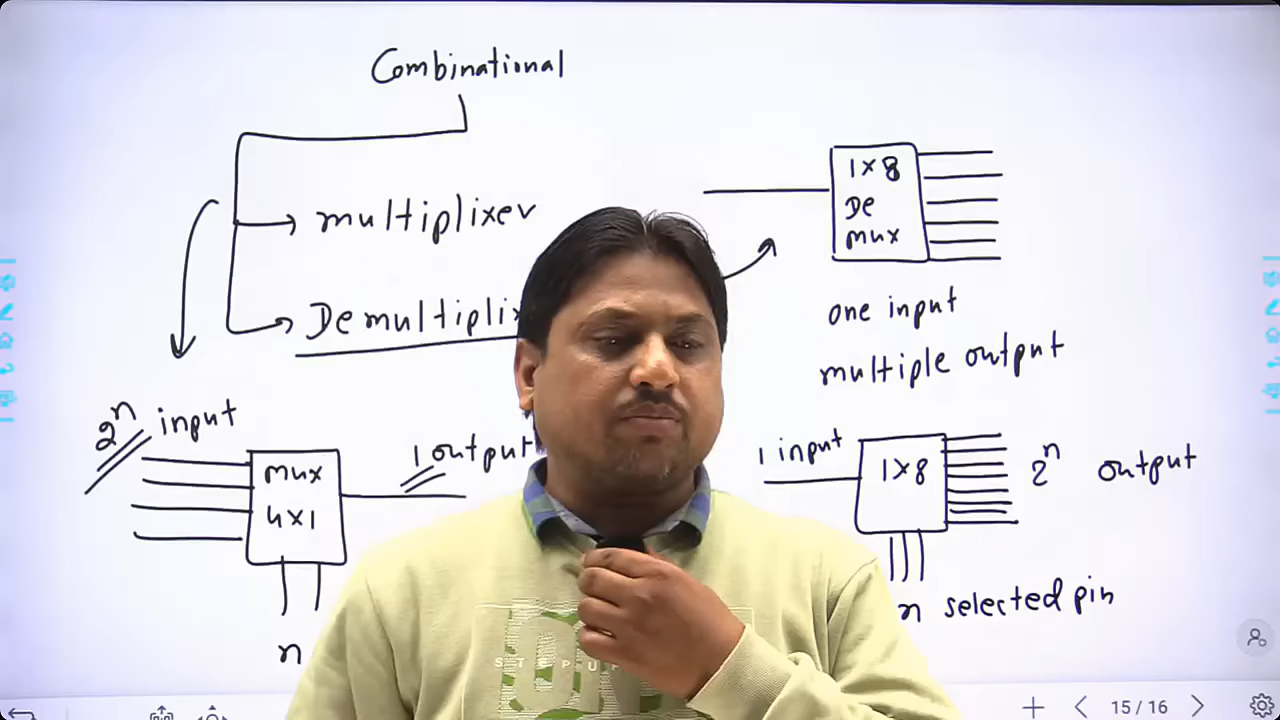 Combinational
multiplixer
Demultiplix
2ⁿ input
mux
4x1
1 output
n
1x8
De
mux
one input
multiple output
1 input
1x8
2ⁿ output
n selected pin
STEPUP
15/16